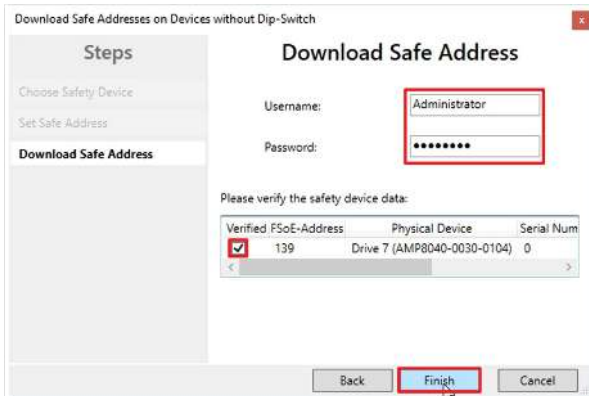 Download Safe Addresses on Devices without Dip-Switch
x
Steps
Choose Safety Device
Set Safe Address
Download Safe Address
Download Safe Address
Username:
Administrator
Password:
••••••••
Please verify the safety device data:
Verified FSoE-Address Physical Device Serial Num
139 Drive 7 (AMP8040-0030-0104) 0
Back Finish Cancel